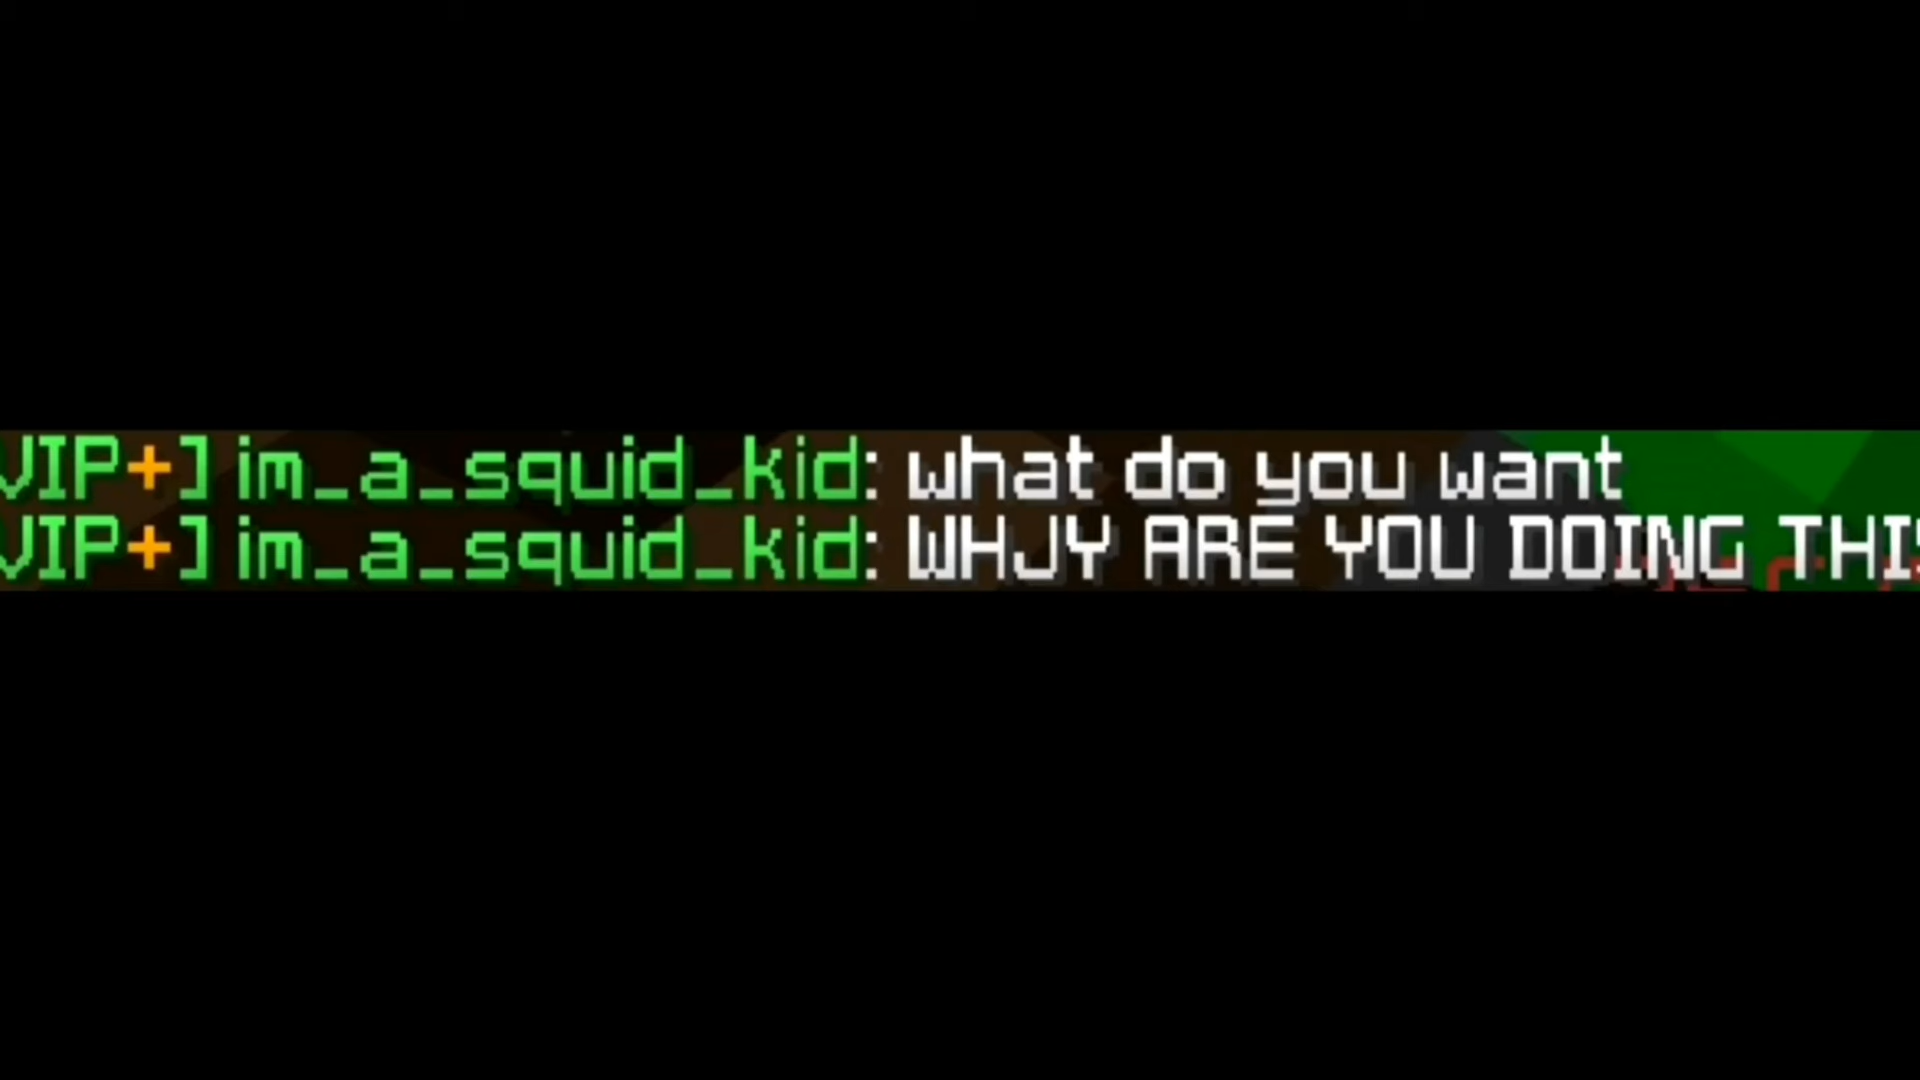 VIP+] im_a_squid_kid: what do you want
VIP+] im_a_squid_kid: WHJY ARE YOU DOING THIS